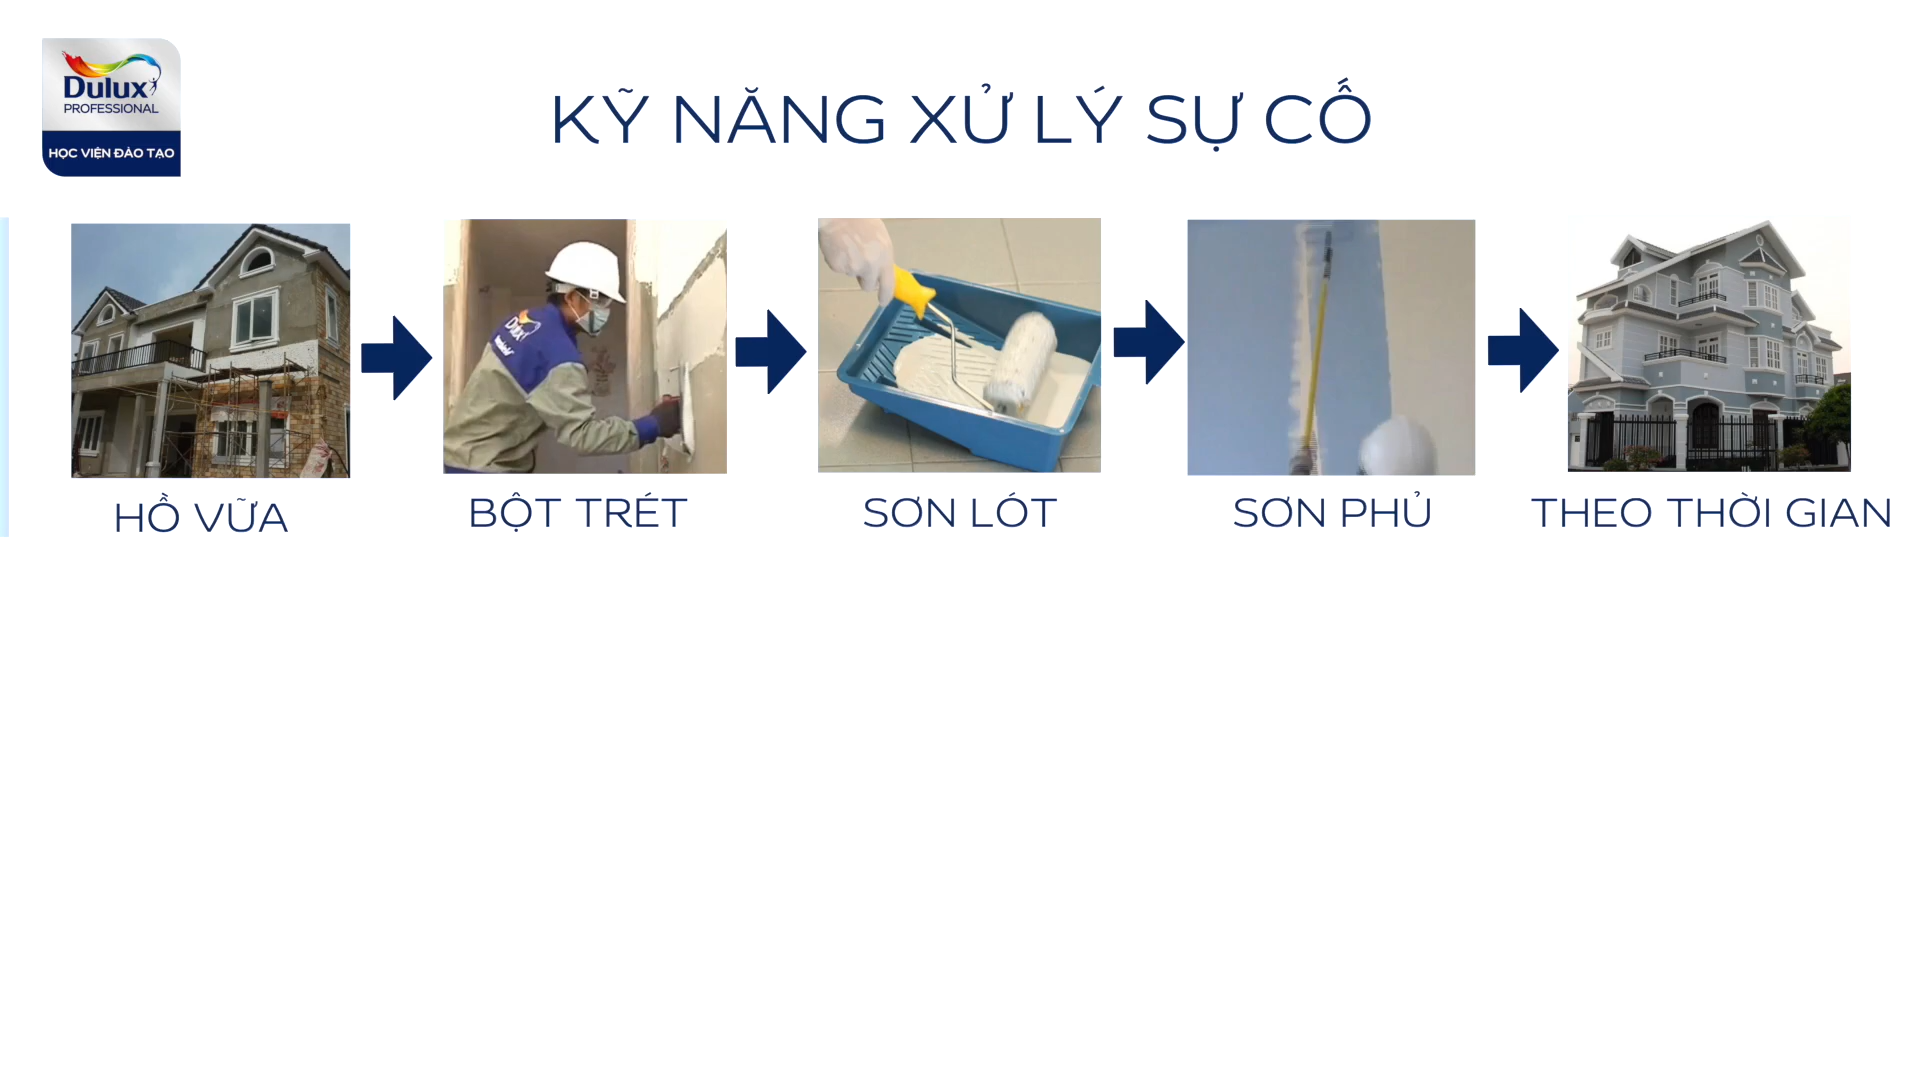 Dulux
PROFESSIONAL
HỌC VIỆN ĐÀO TẠO
KỸ NĂNG XỬ LÝ SỰ CỐ
Dulux
HỒ VỮA
BỘT TRÉT
SƠN LÓT
SƠN PHỦ
THEO THỜI GIAN